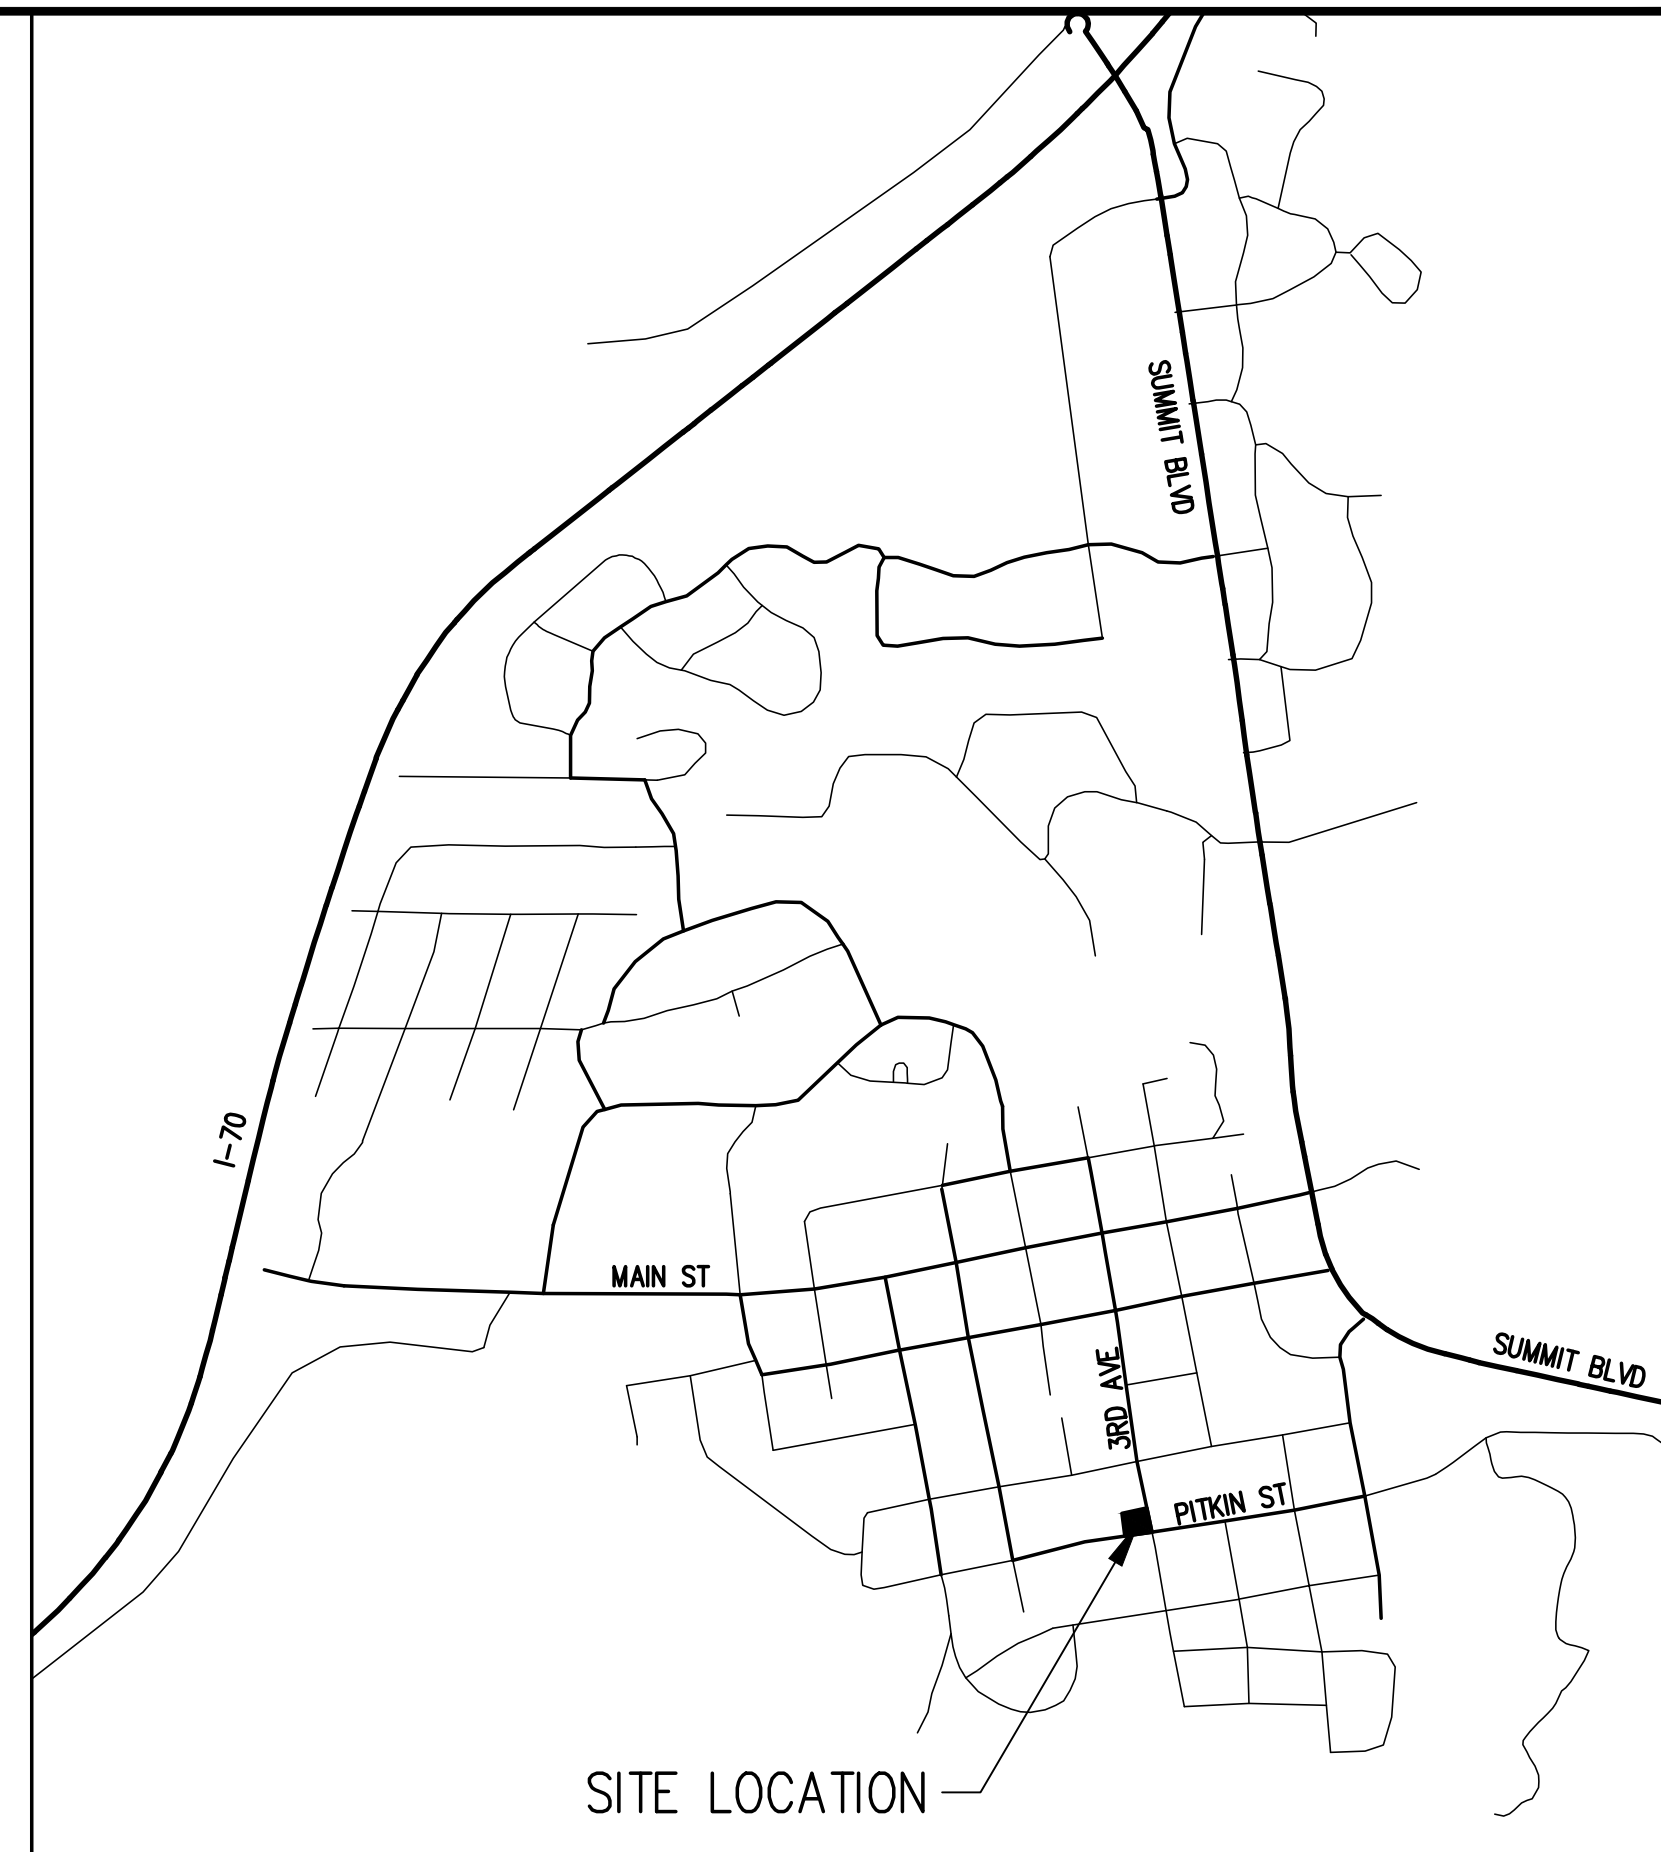 SUMMIT BLVD
I-70
MAIN ST
SUMMIT BLVD
3RD AVE
PITKIN ST
SITE LOCATION